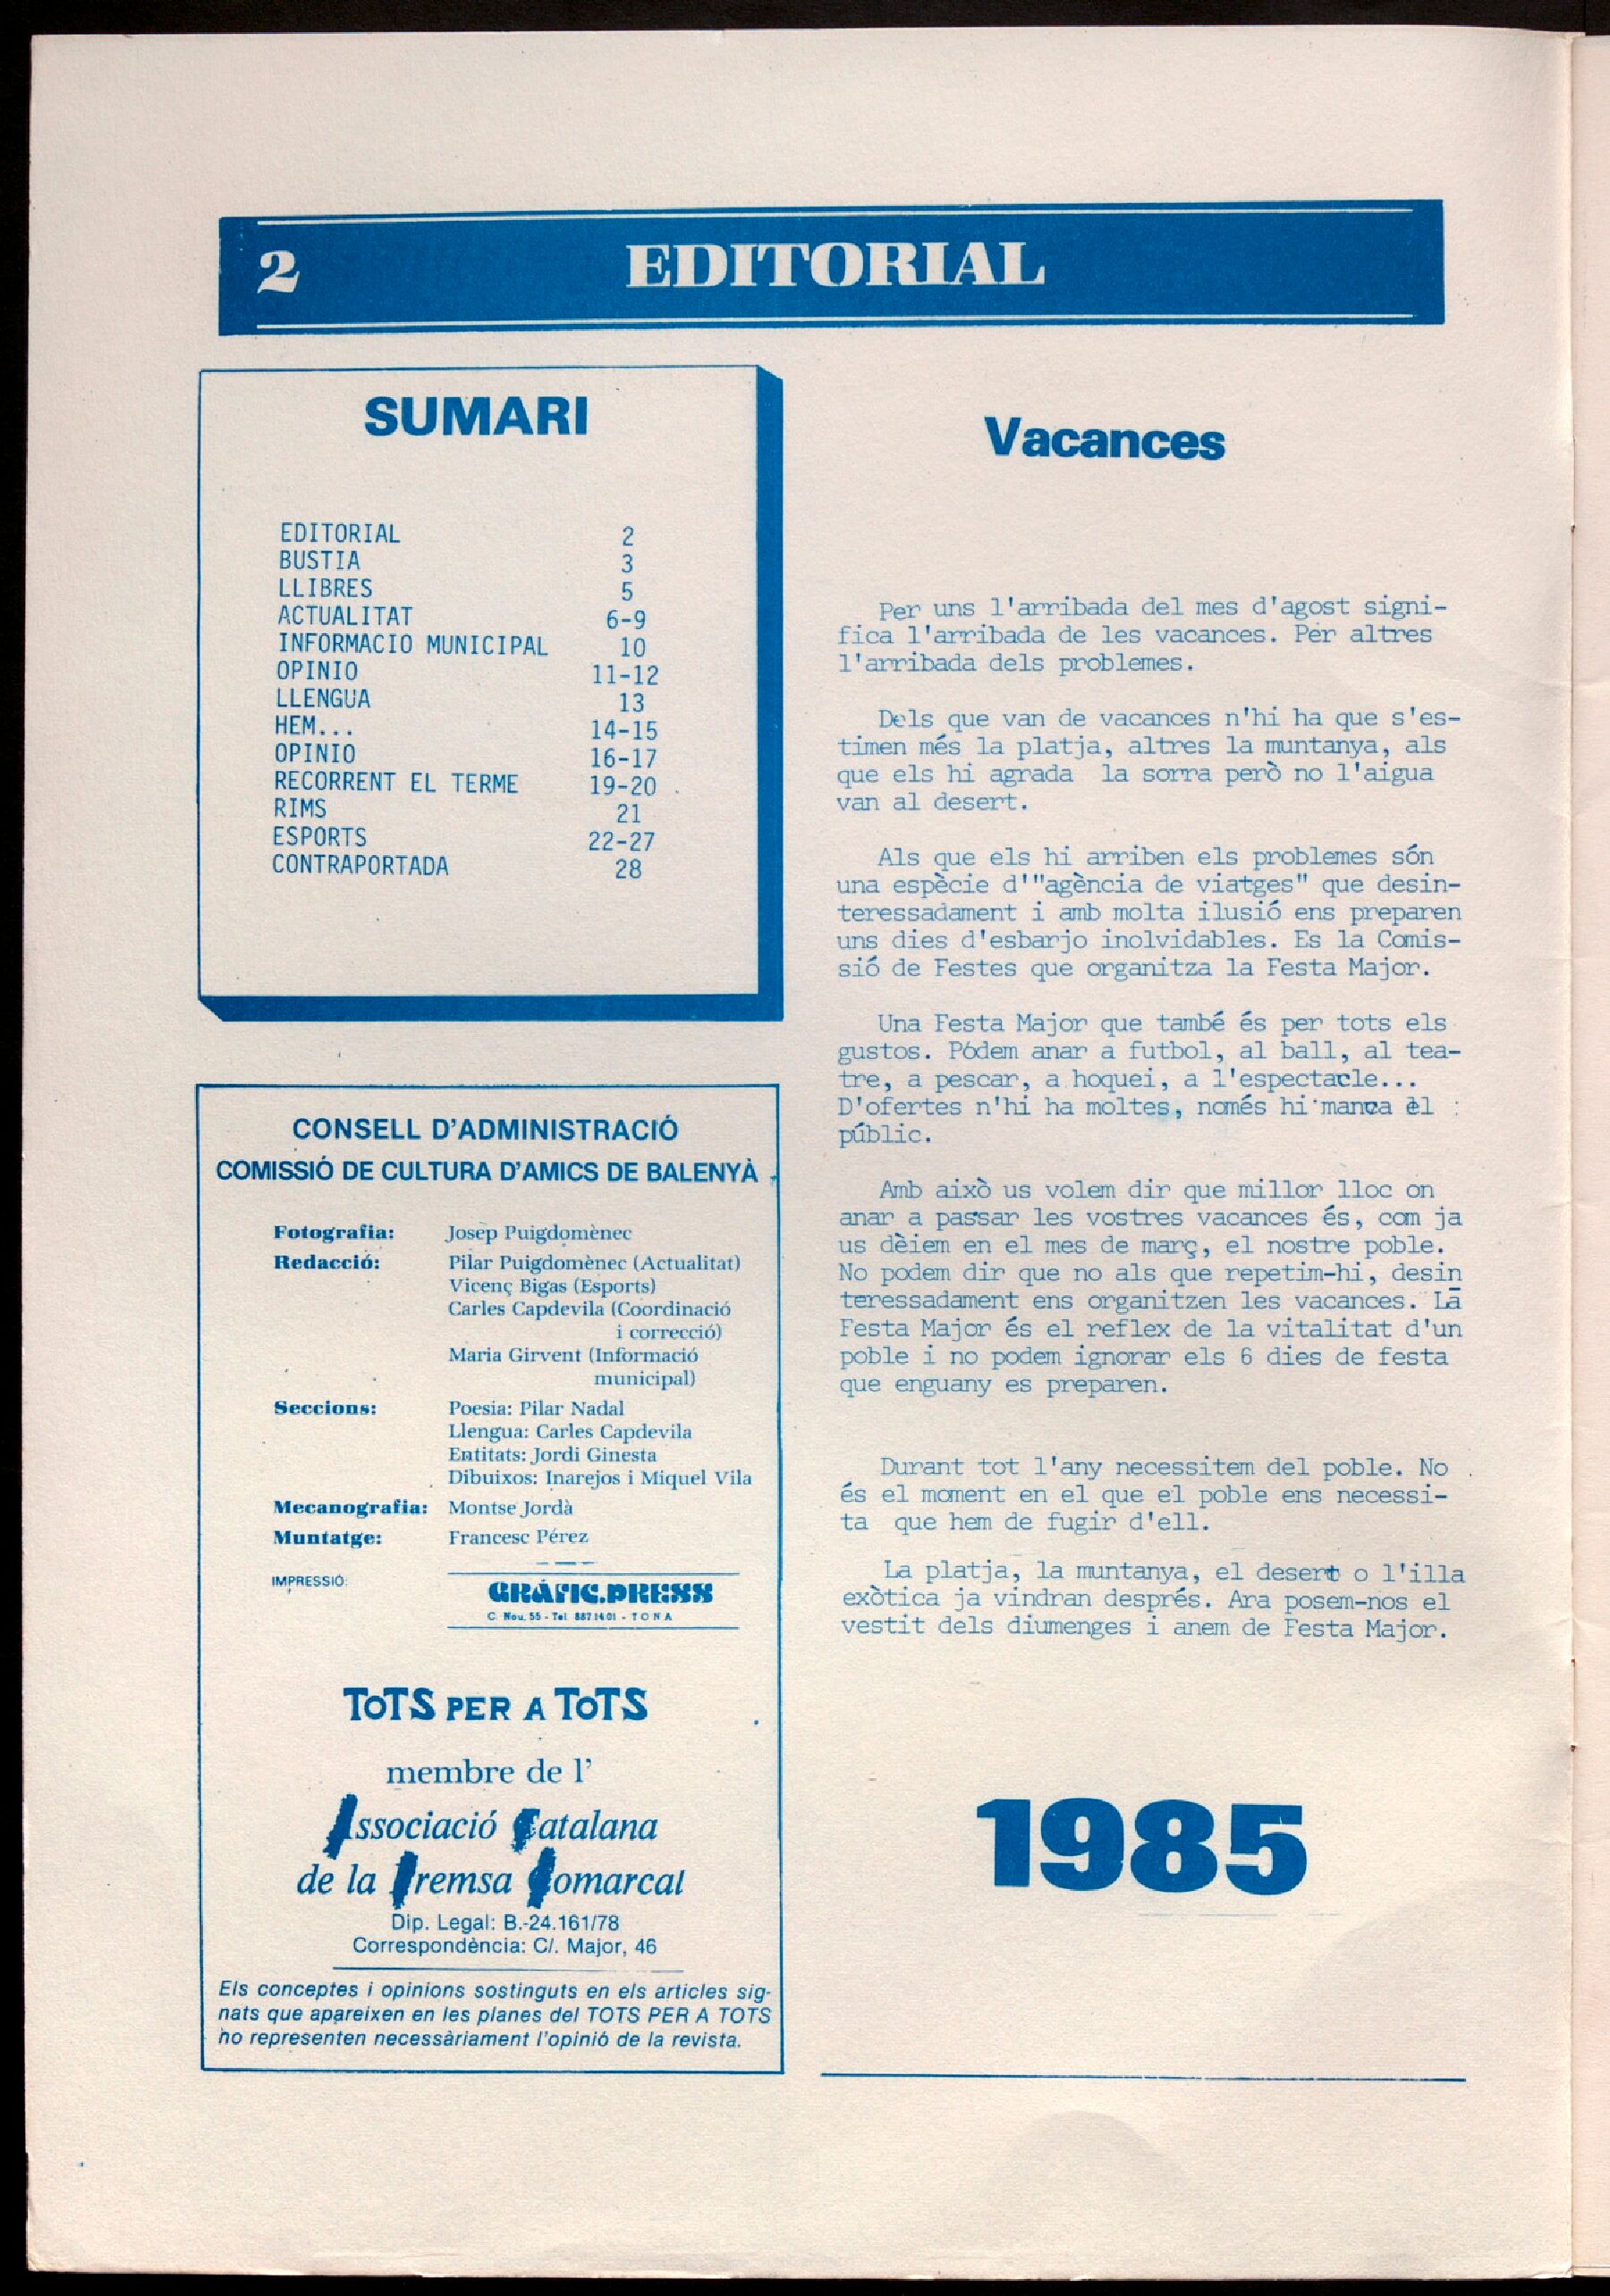 2
EDITORIAL
SUMARI
EDITORIAL 2
BUSTIA 3
LLIBRES 5
ACTUALITAT 6-9
INFORMACIO MUNICIPAL 10
OPINIO 11-12
LLENGUA 13
HEM... 14-15
OPINIO 16-17
RECORRENT EL TERME 19-20
RIMS 21
ESPORTS 22-27
CONTRAPORTADA 28
CONSELL D'ADMINISTRACIÓ
COMISSIÓ DE CULTURA D'AMICS DE BALENYÀ
Fotografia: Josep Puigdomènec
Redacció: Pilar Puigdomènec (Actualitat)
Vicenç Bigas (Esports)
Carles Capdevila (Coordinació
i correcció)
Maria Girvent (Informació
municipal)
Seccions: Poesia: Pilar Nadal
Llengua: Carles Capdevila
Entitats: Jordi Ginesta
Dibuixos: Inarejos i Miquel Vila
Mecanografia: Montse Jordà
Muntatge: Francesc Pérez
IMPRESSIÓ: GRÁFIC.PRESS
C. Nou, 55 - Tel. 887 14 01 - TONA
TOTS PER A TOTS
membre de l'
Associació Catalana
de la Premsa Comarcal
Dip. Legal: B.-24.161/78
Correspondència: C/. Major, 46
Els conceptes i opinions sostinguts en els articles sig-
nats que apareixen en les planes del TOTS PER A TOTS
no representen necessàriament l'opinió de la revista.
Vacances
Per uns l'arribada del mes d'agost signi-
fica l'arribada de les vacances. Per altres
l'arribada dels problemes.
Dels que van de vacances n'hi ha que s'es-
timen més la platja, altres la muntanya, als
que els hi agrada la sorra però no l'aigua
van al desert.
Als que els hi arriben els problemes són
una espècie d'"agència de viatges" que desin-
teressadament i amb molta ilusió ens preparen
uns dies d'esbarjo inolvidables. Es la Comis-
sió de Festes que organitza la Festa Major.
Una Festa Major que també és per tots els
gustos. Pódem anar a futbol, al ball, al tea-
tre, a pescar, a hoquei, a l'espectacle...
D'ofertes n'hi ha moltes, només hi manca el
públic.
Amb això us volem dir que millor lloc on
anar a passar les vostres vacances és, com ja
us dèiem en el mes de març, el nostre poble.
No podem dir que no als que repetim-hi, desin
teressadament ens organitzen les vacances. La
Festa Major és el reflex de la vitalitat d'un
poble i no podem ignorar els 6 dies de festa
que enguany es preparen.
Durant tot l'any necessitem del poble. No
és el moment en el que el poble ens necessi-
ta que hem de fugir d'ell.
La platja, la muntanya, el desert o l'illa
exòtica ja vindran després. Ara posem-nos el
vestit dels diumenges i anem de Festa Major.
1985